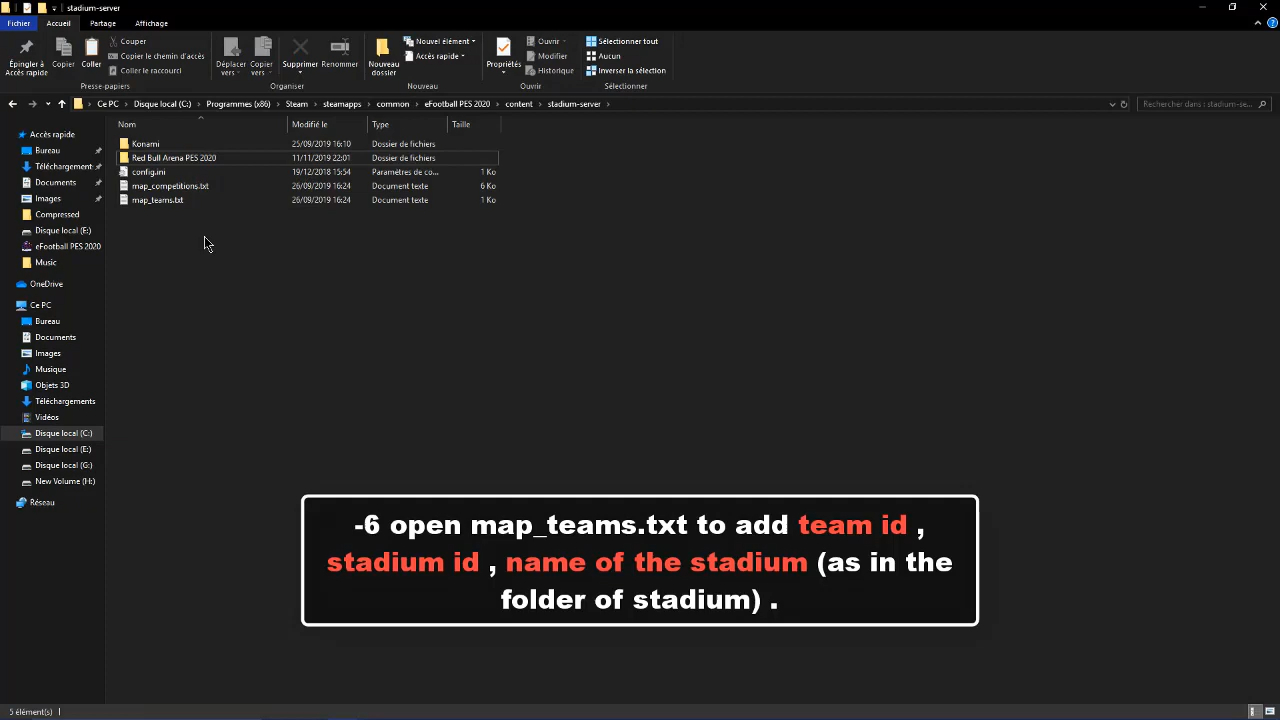 stadium-server
Fichier Accueil Partage Affichage
Épingler à Accès rapide
Copier
Coller
Couper
Copier le chemin d'accès
Coller le raccourci
Presse-papiers
Déplacer vers
Copier vers
Supprimer
Renommer
Organiser
Nouveau dossier
Nouvel élément
Accès rapide
Nouveau
Propriétés
Ouvrir
Modifier
Historique
Ouvrir
Sélectionner tout
Aucun
Inverser la sélection
Sélectionner
Ce PC > Disque local (C:) > Programmes (x86) > Steam > steamapps > common > eFootball PES 2020 > content > stadium-server >
Rechercher dans : stadium-se...
Nom Modifié le Type Taille
Konami 25/09/2019 16:10 Dossier de fichiers
Red Bull Arena PES 2020 11/11/2019 22:01 Dossier de fichiers
config.ini 19/12/2018 15:54 Paramètres de co... 1 Ko
map_competitions.txt 26/09/2019 16:24 Document texte 6 Ko
map_teams.txt 26/09/2019 16:24 Document texte 1 Ko
Accès rapide
Bureau
Téléchargement:
Documents
Images
Compressed
Disque local (E:)
eFootball PES 2020
Music
OneDrive
Ce PC
Bureau
Documents
Images
Musique
Objets 3D
Téléchargements
Vidéos
Disque local (C:)
Disque local (E:)
Disque local (G:)
New Volume (H:)
Réseau
-6 open map_teams.txt to add team id ,
stadium id , name of the stadium (as in the
folder of stadium) .
5 élément(s)